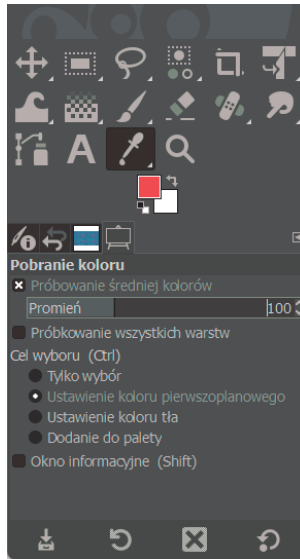 A
Pobranie koloru
Próbowanie średniej kolorów
Promień 100
Próbkowanie wszystkich warstw
Cel wyboru (Ctrl)
Tylko wybór
Ustawienie koloru pierwszoplanowego
Ustawienie koloru tła
Dodanie do palety
Okno informacyjne (Shift)